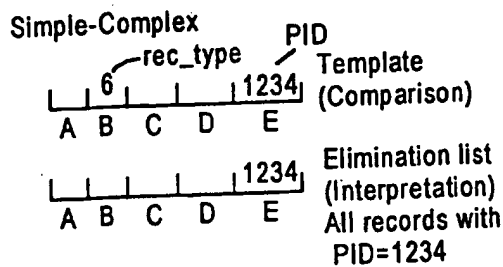 Simple-Complex
PID
rec_type
6 1234 Template
(Comparison)
A B C D E
1234 Elimination list
(Interpretation)
A B C D E All records with
PID=1234